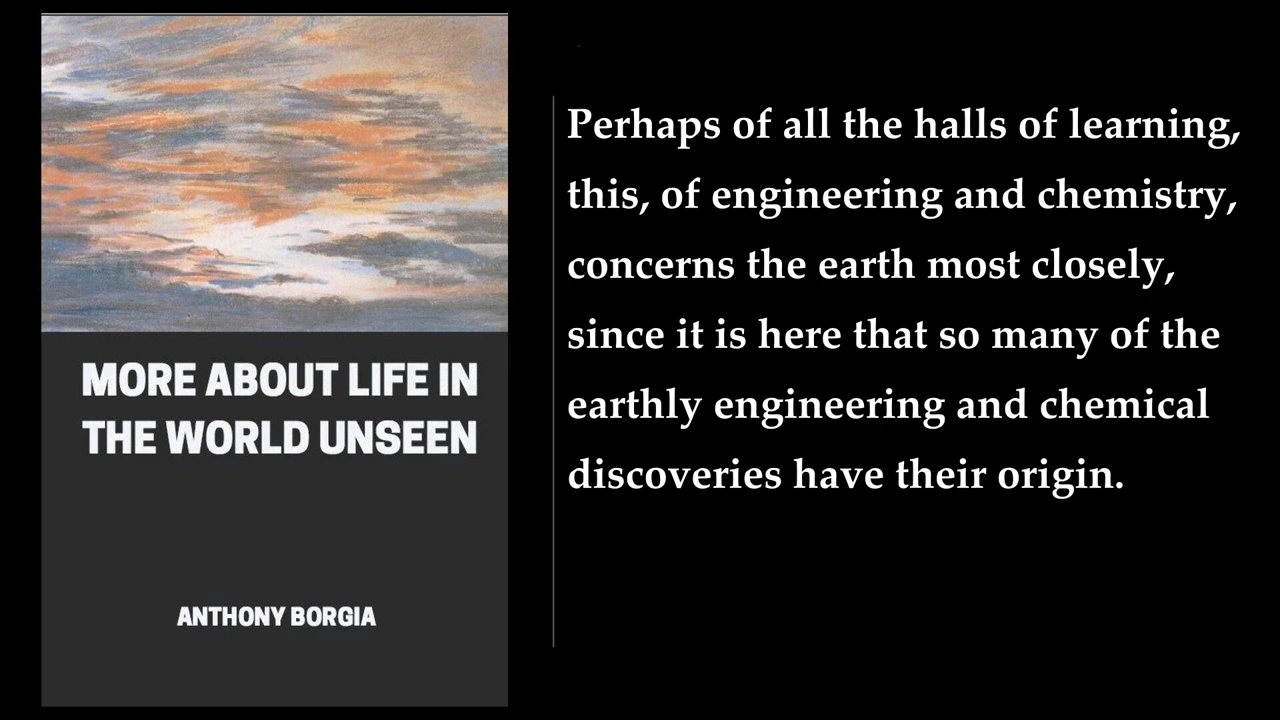 MORE ABOUT LIFE IN
THE WORLD UNSEEN
ANTHONY BORGIA
Perhaps of all the halls of learning,
this, of engineering and chemistry,
concerns the earth most closely,
since it is here that so many of the
earthly engineering and chemical
discoveries have their origin.